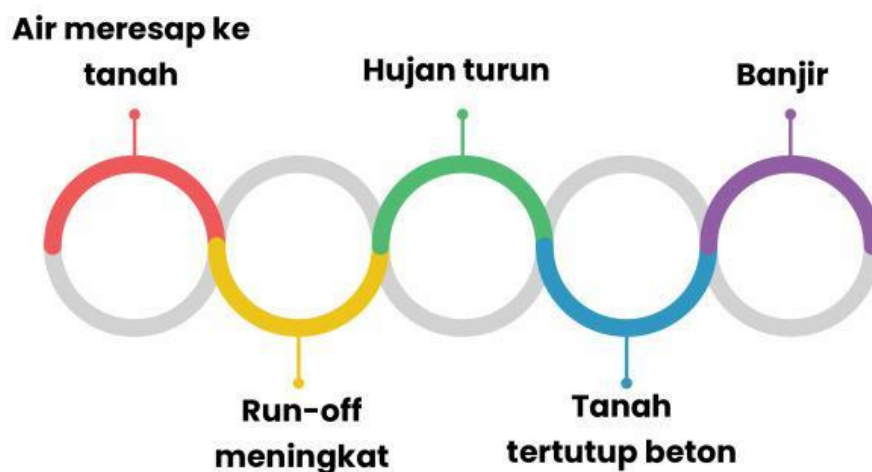 Air meresap ke
tanah
Run-off
meningkat
Hujan turun
Tanah
tertutup beton
Banjir